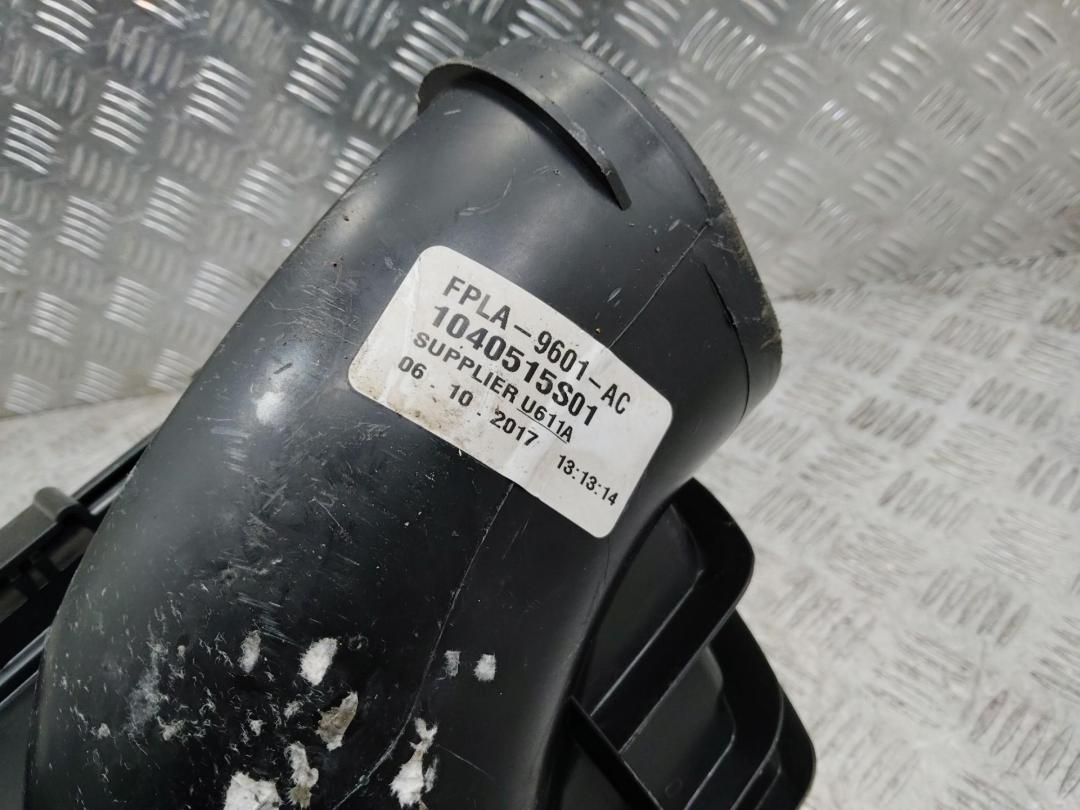 FPLA-9601-AC
1040515S01
SUPPLIER U611A
06 - 10 - 2017 13:13:14